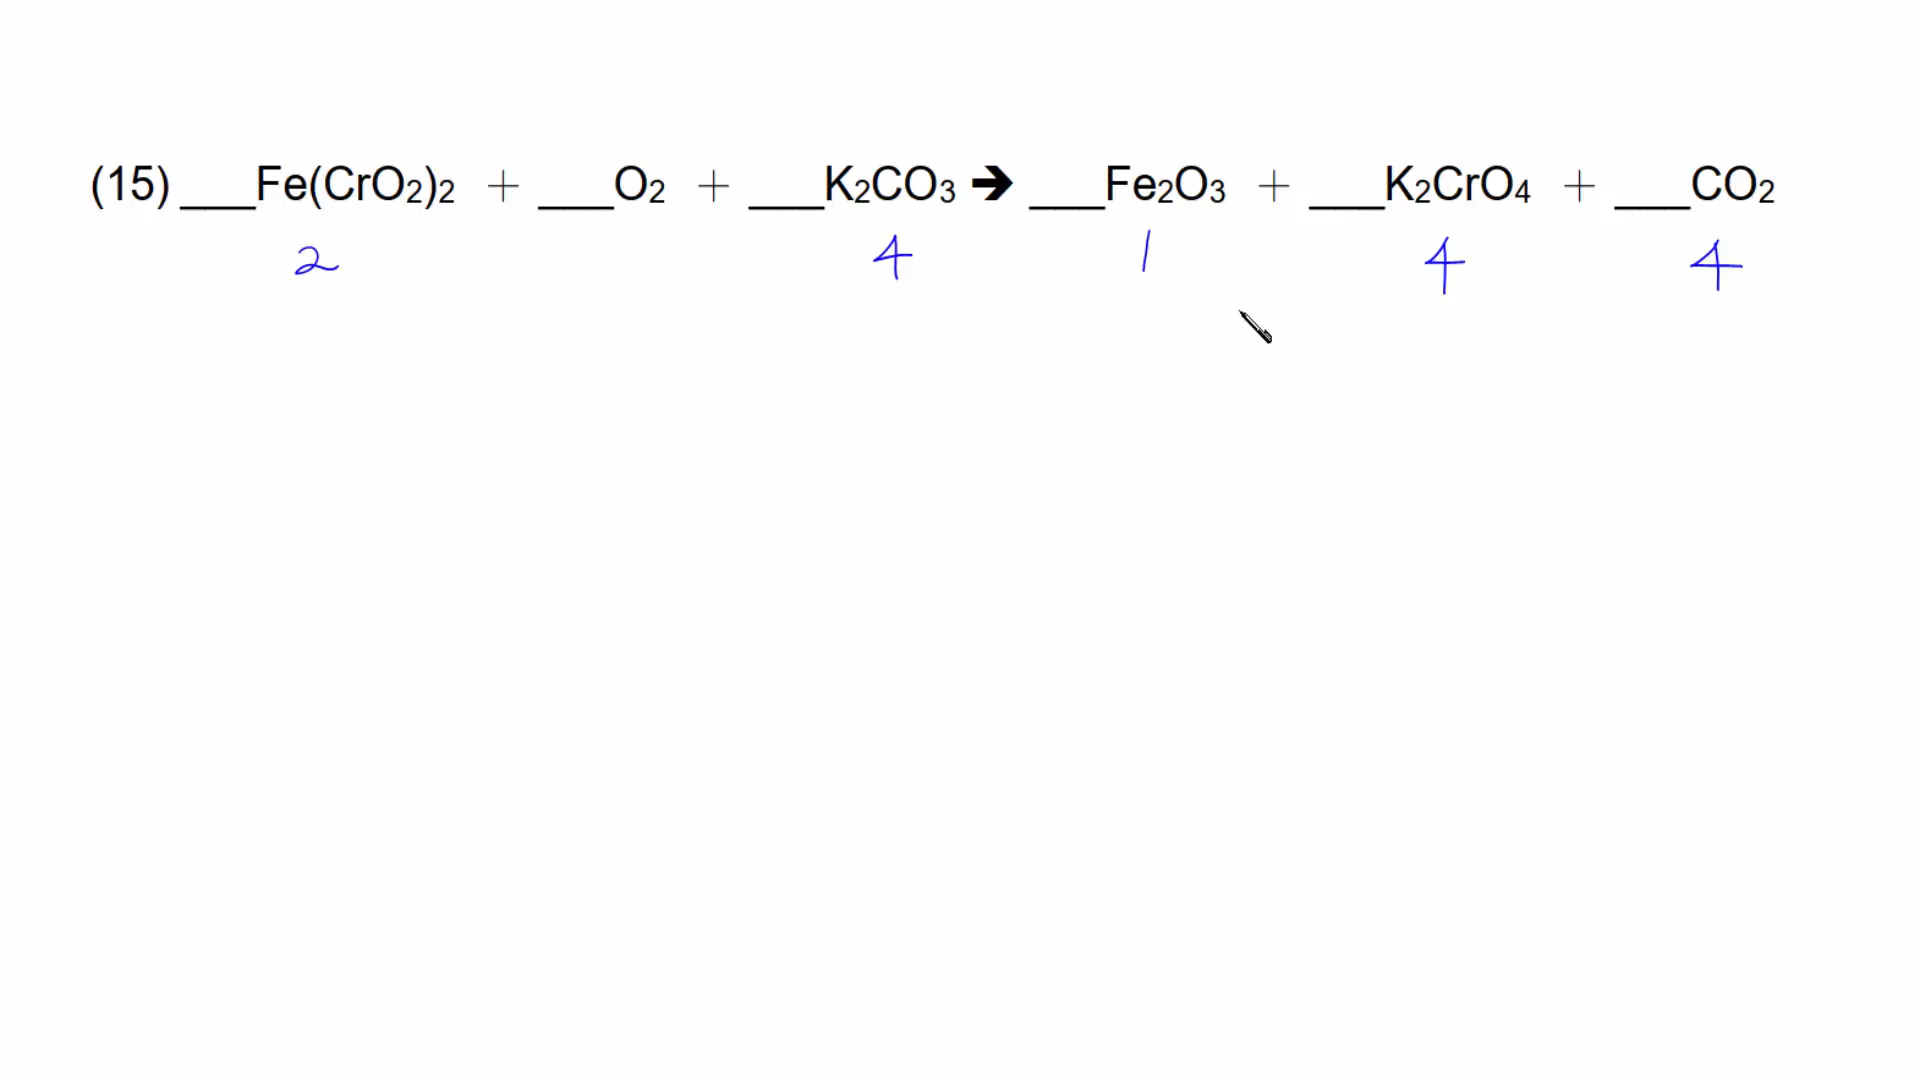 (15) ___Fe(CrO2)2 + ___O2 + ___K2CO3 ➔ ___Fe2O3 + ___K2CrO4 + ___CO2
2 4 1 4 4